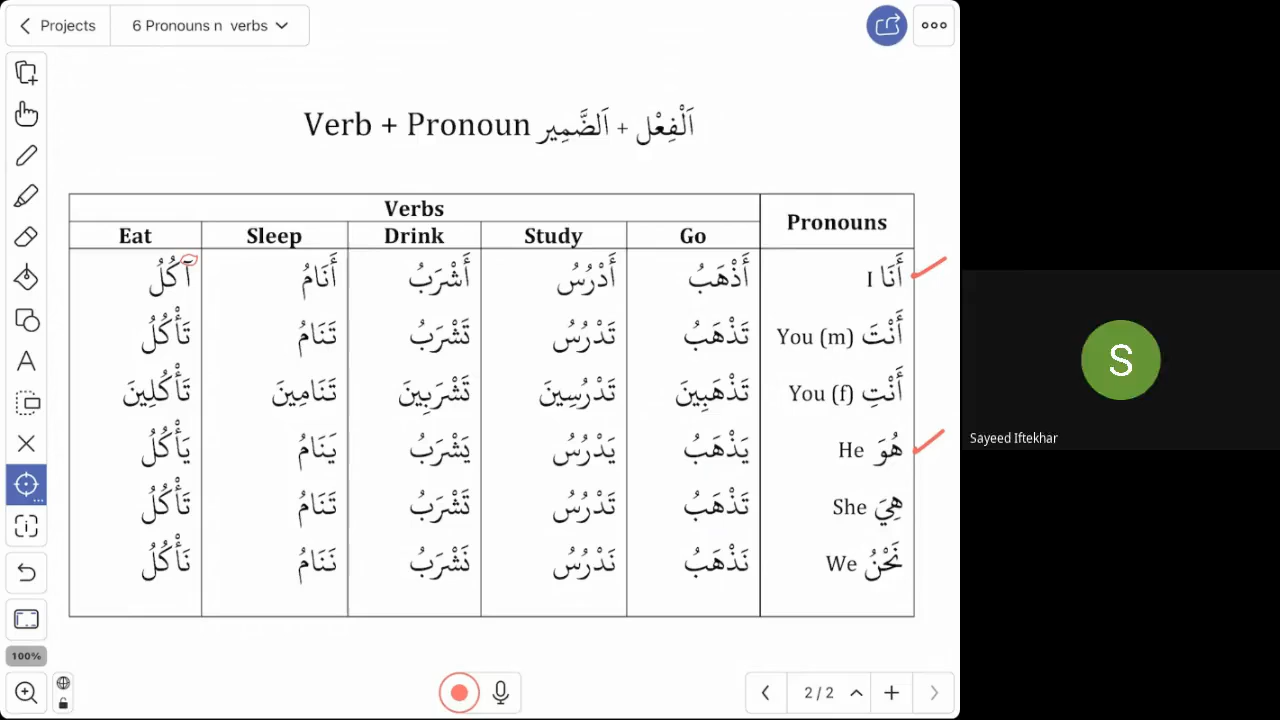 Projects
6 Pronouns n verbs
Verb + Pronoun اَلْفِعْل + اَلضَّمِير
Verbs Pronouns
Eat Sleep Drink Study Go
آكُلُ أَنَامُ أَشْرَبُ أَدْرُسُ أَذْهَبُ I أَنَا
تَأْكُلُ تَنَامُ تَشْرَبُ تَدْرُسُ تَذْهَبُ You (m) أَنْتَ
تَأْكُلِينَ تَنَامِينَ تَشْرَبِينَ تَدْرُسِينَ تَذْهَبِينَ You (f) أَنْتِ
يَأْكُلُ يَنَامُ يَشْرَبُ يَدْرُسُ يَذْهَبُ He هُوَ
تَأْكُلُ تَنَامُ تَشْرَبُ تَدْرُسُ تَذْهَبُ She هِيَ
نَأْكُلُ نَنَامُ نَشْرَبُ نَدْرُسُ نَذْهَبُ We نَحْنُ
100%
2 / 2
S
Sayeed Iftekhar